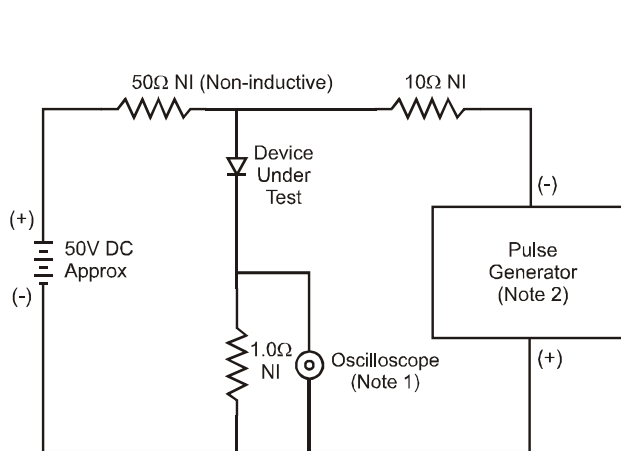 50Ω NI (Non-inductive)
10Ω NI
Device
Under
Test
(-)
(+)
50V DC
Approx
(-)
Pulse
Generator
(Note 2)
1.0Ω
NI
Oscilloscope
(Note 1)
(+)